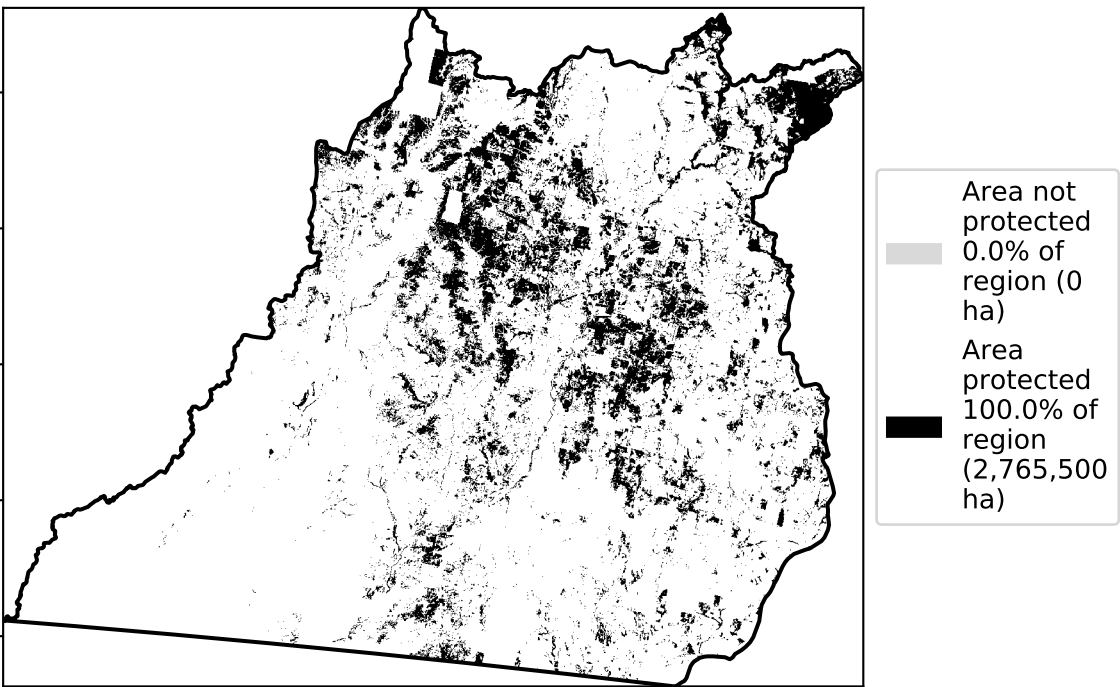 Area not
protected
0.0% of
region (0
ha)
Area
protected
100.0% of
region
(2,765,500
ha)